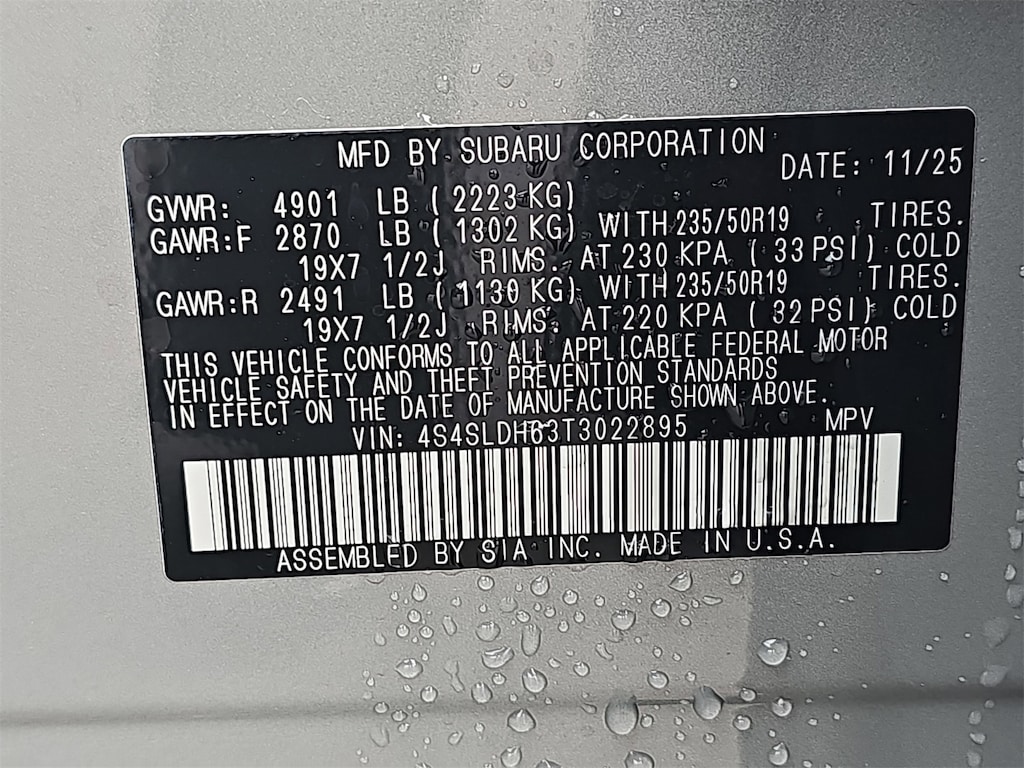 MFD BY SUBARU CORPORATION DATE: 11/25
GVWR: 4901 LB ( 2223 KG)
GAWR:F 2870 LB ( 1302 KG) WITH 235/50R19 TIRES.
19X7 1/2J RIMS. AT 230 KPA ( 33 PSI) COLD
GAWR:R 2491 LB ( 1130 KG) WITH 235/50R19 TIRES.
19X7 1/2J RIMS. AT 220 KPA ( 32 PSI) COLD
THIS VEHICLE CONFORMS TO ALL APPLICABLE FEDERAL MOTOR
VEHICLE SAFETY AND THEFT PREVENTION STANDARDS
IN EFFECT ON THE DATE OF MANUFACTURE SHOWN ABOVE.
VIN: 4S4SLDH63T3022895 MPV
ASSEMBLED BY SIA INC. MADE IN U.S.A.